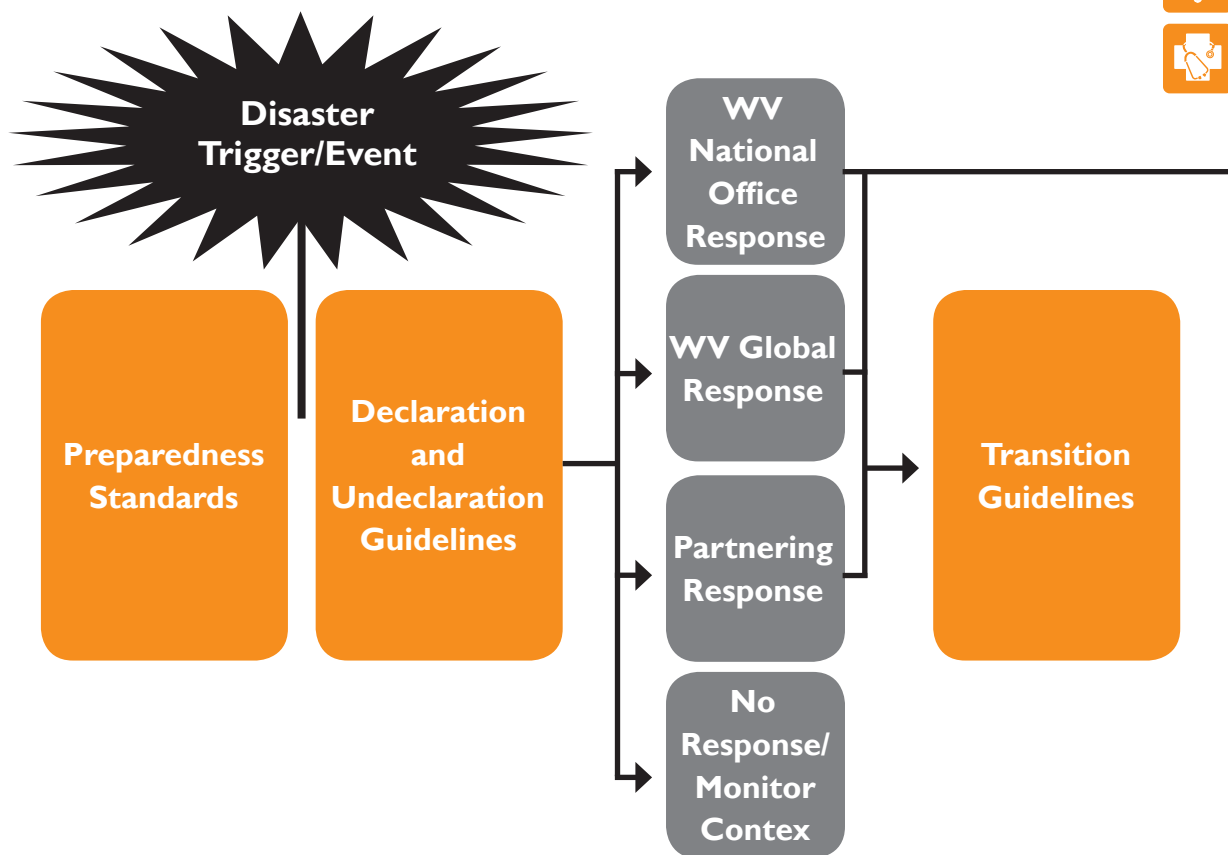 Disaster
Trigger/Event
Preparedness
Standards
Declaration
and
Undeclaration
Guidelines
WV
National
Office
Response
WV Global
Response
Partnering
Response
No
Response/
Monitor
Contex
Transition
Guidelines